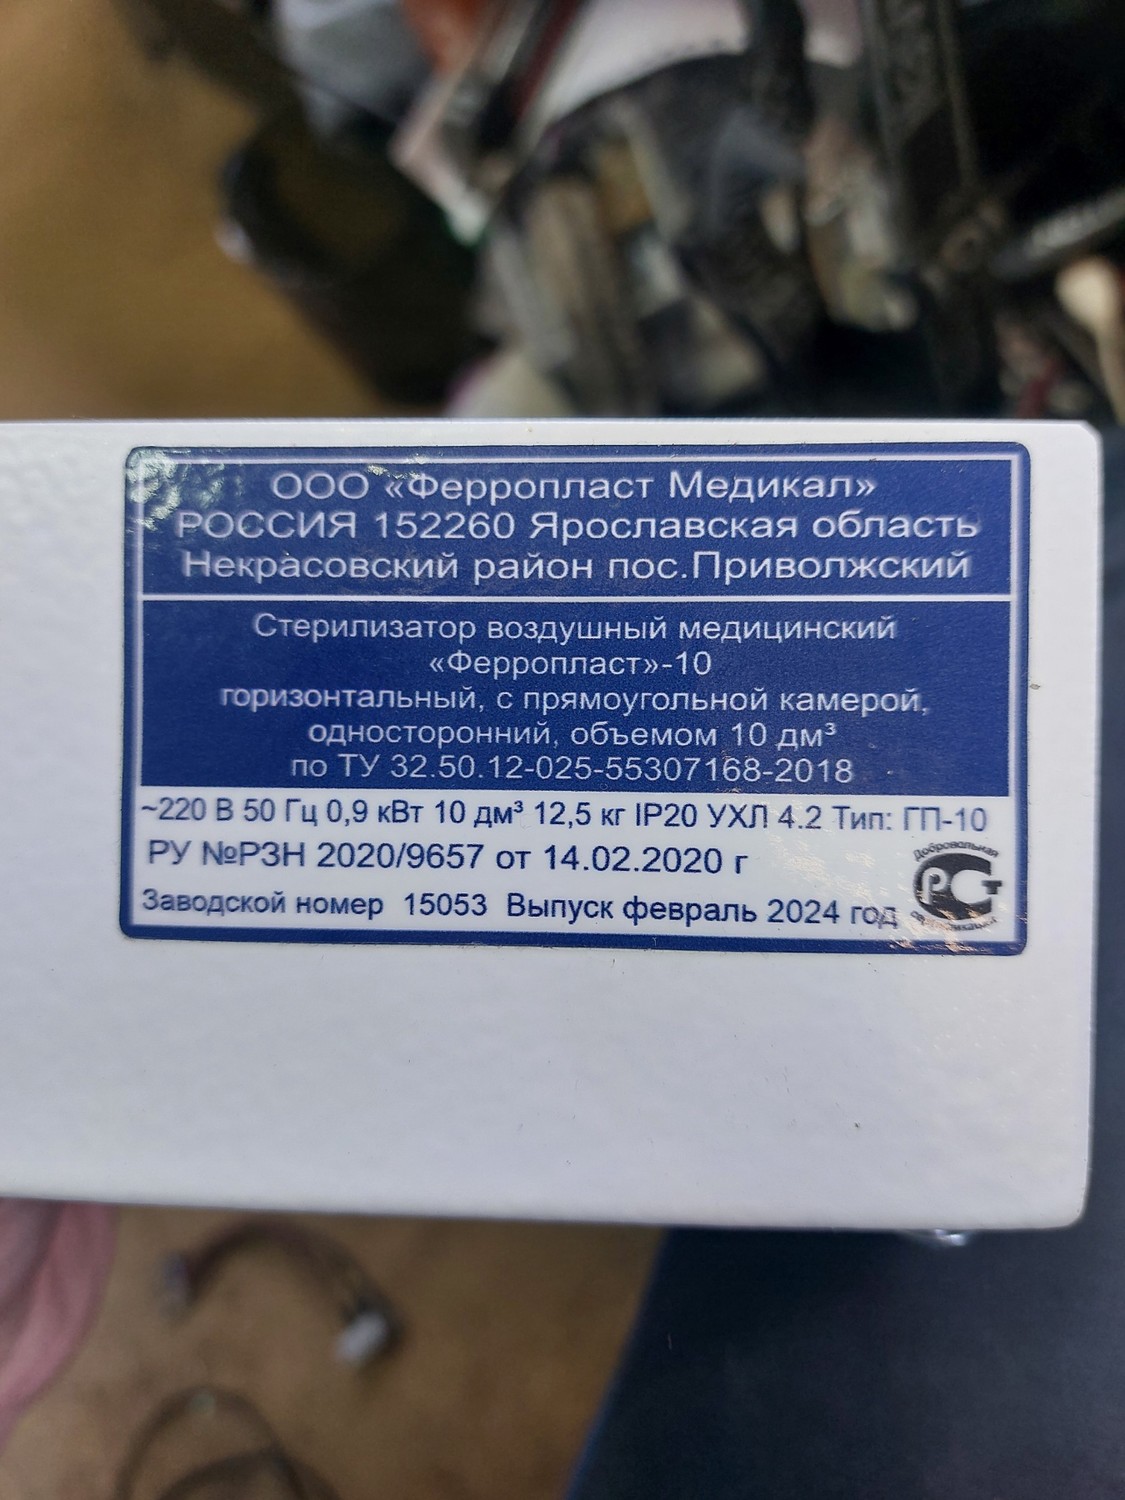 ООО «Ферропласт Медикал»
РОССИЯ 152260 Ярославская область
Некрасовский район пос.Приволжский
Стерилизатор воздушный медицинский
«Ферропласт»-10
горизонтальный, с прямоугольной камерой,
односторонний, объемом 10 дм³
по ТУ 32.50.12-025-55307168-2018
~220 В 50 Гц 0,9 кВт 10 дм³ 12,5 кг IP20 УХЛ 4.2 Тип: ГП-10
РУ №РЗН 2020/9657 от 14.02.2020 г
Добровольная
РСТ
Заводской номер 15053 Выпуск февраль 2024 год